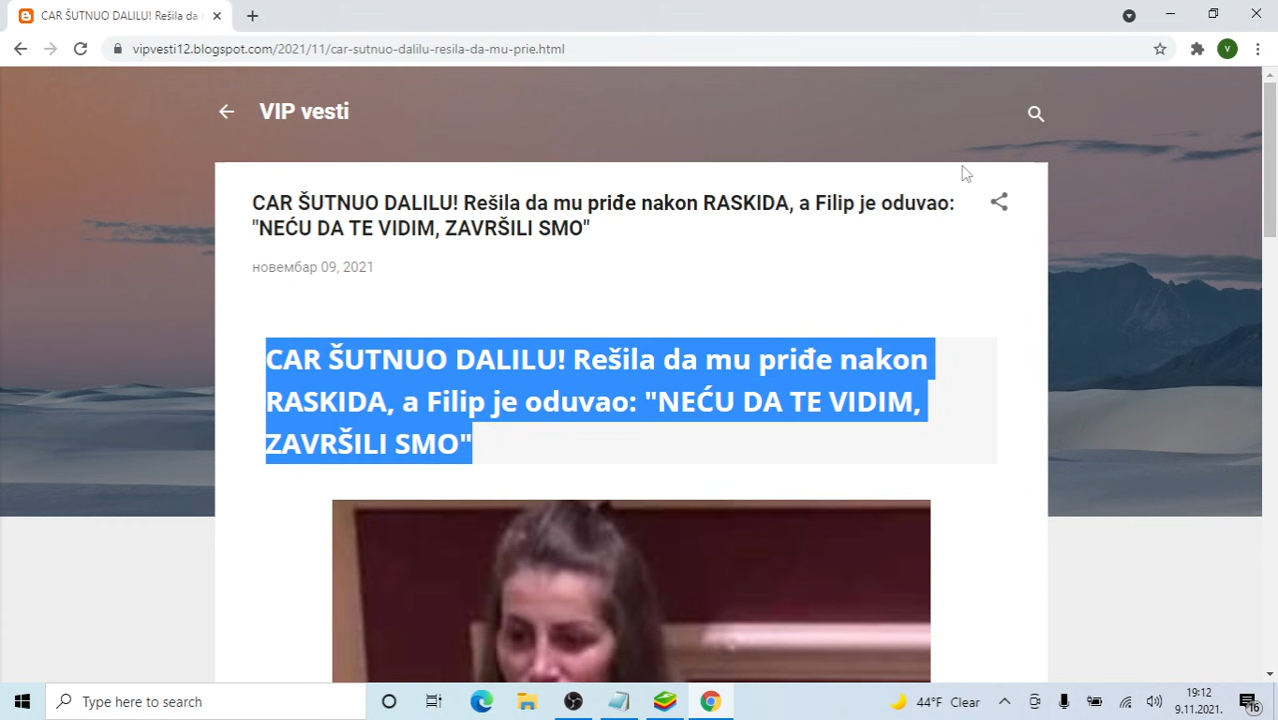 CAR ŠUTNUO DALILU! Rešila da
vipvesti12.blogspot.com/2021/11/car-sutnuo-dalilu-resila-da-mu-prie.html
V
VIP vesti
CAR ŠUTNUO DALILU! Rešila da mu priđe nakon RASKIDA, a Filip je oduvao:
"NEĆU DA TE VIDIM, ZAVRŠILI SMO"
новембар 09, 2021
CAR ŠUTNUO DALILU! Rešila da mu priđe nakon
RASKIDA, a Filip je oduvao: "NEĆU DA TE VIDIM,
ZAVRŠILI SMO"
Type here to search
44°F Clear
19:12
9.11.2021.
16